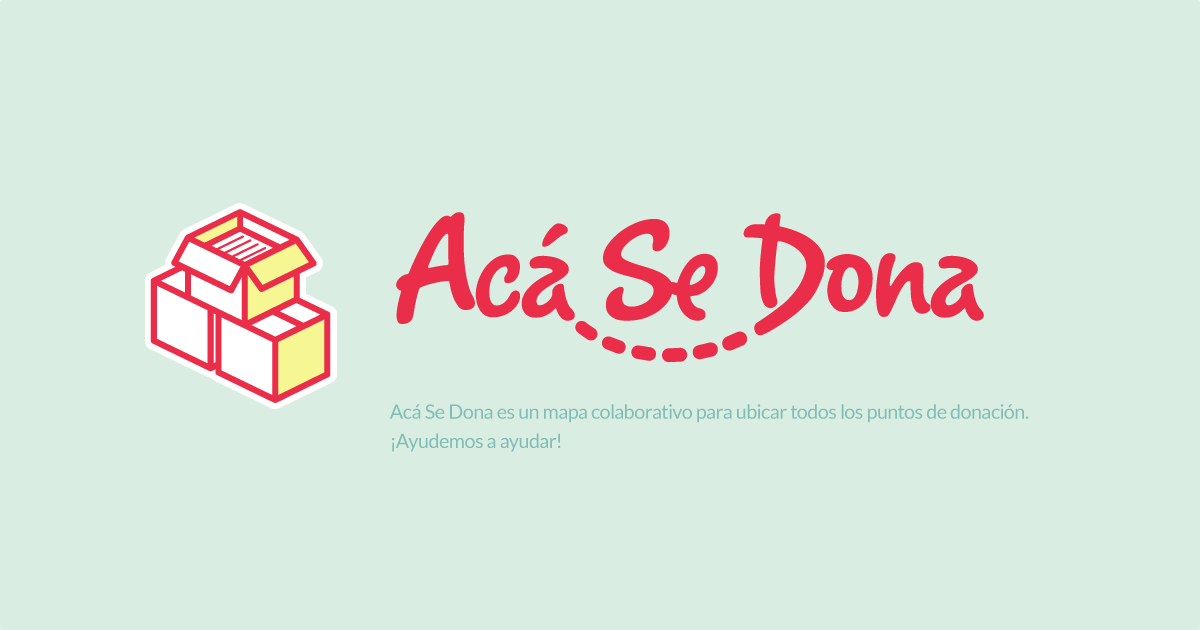 Acá Se Dona
Acá Se Dona es un mapa colaborativo para ubicar todos los puntos de donación.
¡Ayudemos a ayudar!